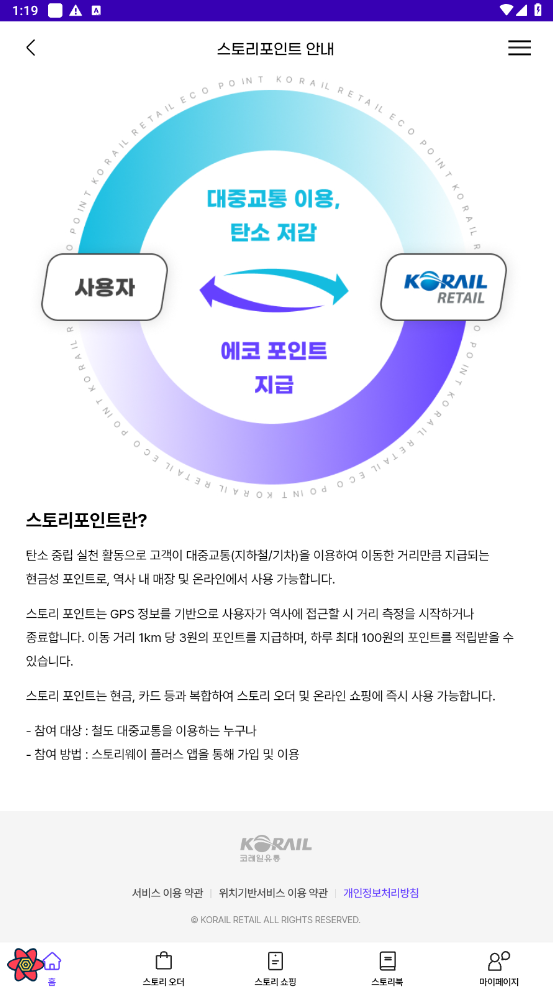 1:19
스토리포인트 안내
ECO POINT KORAIL RETAIL ECO POINT KORAIL RETAIL ECO POINT KORAIL RETAIL ECO POINT KORAIL RETAIL
대중교통 이용,
탄소 저감
사용자
KORAIL
RETAIL
에코 포인트
지급
스토리포인트란?
탄소 중립 실천 활동으로 고객이 대중교통(지하철/기차)을 이용하여 이동한 거리만큼 지급되는
현금성 포인트로, 역사 내 매장 및 온라인에서 사용 가능합니다.
스토리 포인트는 GPS 정보를 기반으로 사용자가 역사에 접근할 시 거리 측정을 시작하거나
종료합니다. 이동 거리 1km 당 3원의 포인트를 지급하며, 하루 최대 100원의 포인트를 적립받을 수
있습니다.
스토리 포인트는 현금, 카드 등과 복합하여 스토리 오더 및 온라인 쇼핑에 즉시 사용 가능합니다.
- 참여 대상 : 철도 대중교통을 이용하는 누구나
- 참여 방법 : 스토리웨이 플러스 앱을 통해 가입 및 이용
KORAIL
코레일유통
서비스 이용 약관 | 위치기반서비스 이용 약관 | 개인정보처리방침
© KORAIL RETAIL ALL RIGHTS RESERVED.
홈 스토리 오더 스토리 쇼핑 스토리북 마이페이지